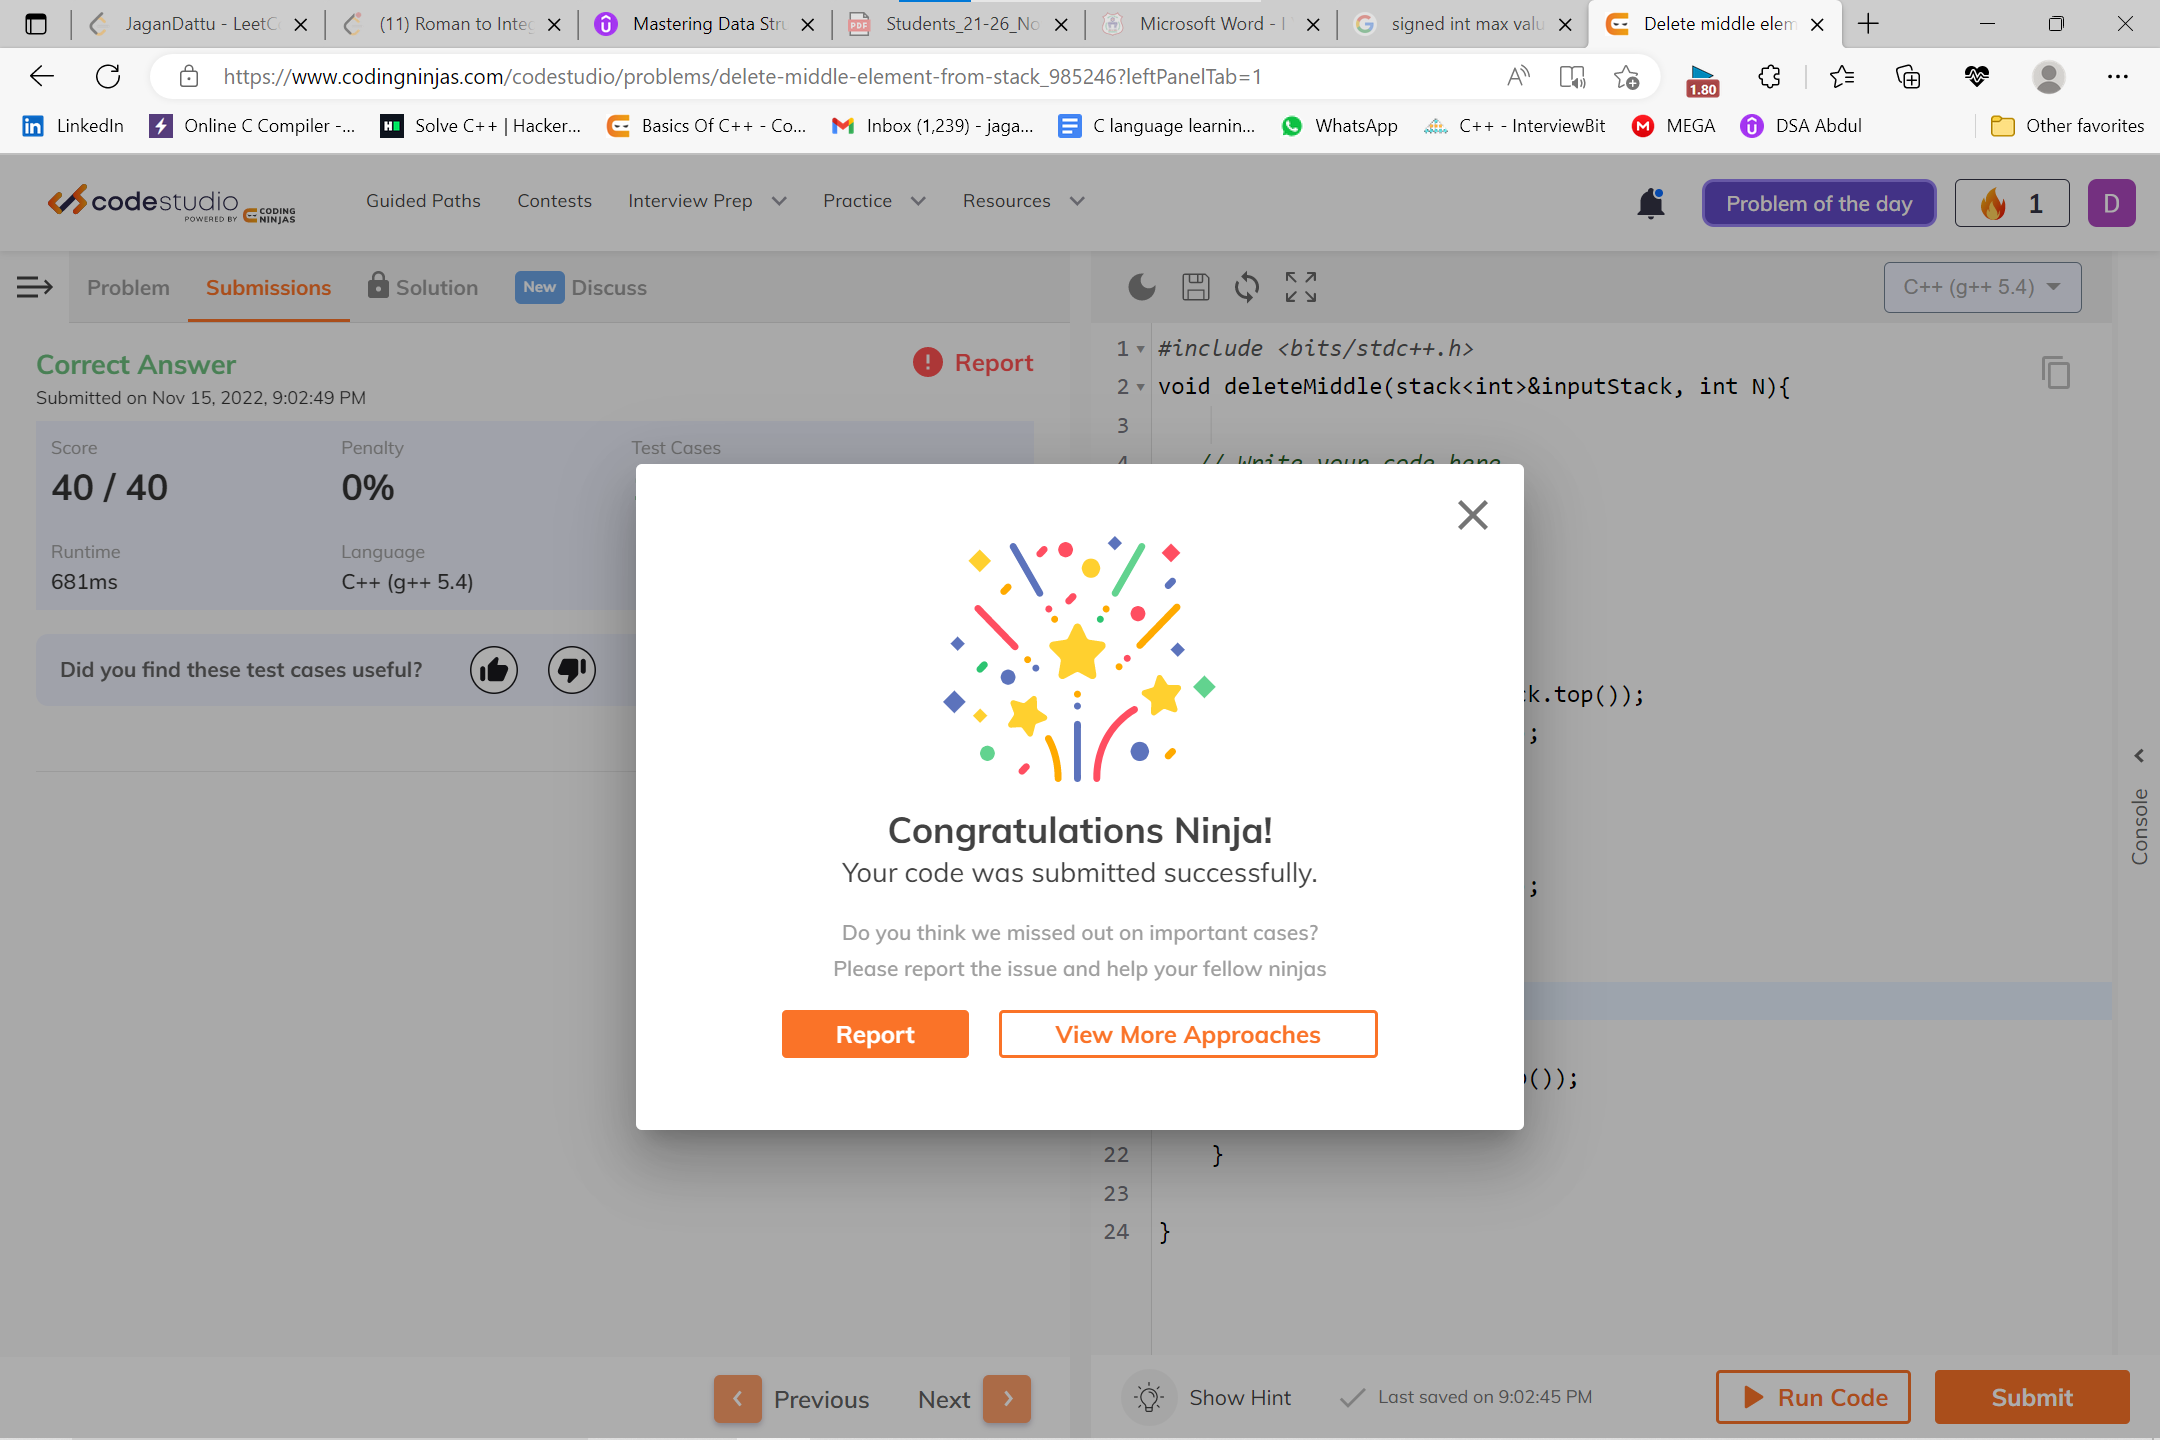 JaganDattu - LeetC
(11) Roman to Integ
Mastering Data Stru
Students_21-26_No
Microsoft Word -
signed int max valu
Delete middle elem
https://www.codingninjas.com/codestudio/problems/delete-middle-element-from-stack_985246?leftPanelTab=1
1.80
LinkedIn
Online C Compiler -...
Solve C++ | Hacker...
Basics Of C++ - Co...
Inbox (1,239) - jaga...
C language learnin...
WhatsApp
C++ - InterviewBit
MEGA
DSA Abdul
Other favorites
codestudio
POWERED BY CODING NINJAS
Guided Paths
Contests
Interview Prep
Practice
Resources
Problem of the day
1
D
Problem
Submissions
Solution
New
Discuss
C++ (g++ 5.4)
Correct Answer
Report
Submitted on Nov 15, 2022, 9:02:49 PM
Score
Penalty
Test Cases
40 / 40
0%
Runtime
Language
681ms
C++ (g++ 5.4)
Did you find these test cases useful?
1 #include <bits/stdc++.h>
2 void deleteMiddle(stack<int>&inputStack, int N){
3
4 // Write your code here
k.top());
;
;
());
22 }
23
24 }
Console
Congratulations Ninja!
Your code was submitted successfully.
Do you think we missed out on important cases?
Please report the issue and help your fellow ninjas
Report
View More Approaches
Previous
Next
Show Hint
Last saved on 9:02:45 PM
Run Code
Submit